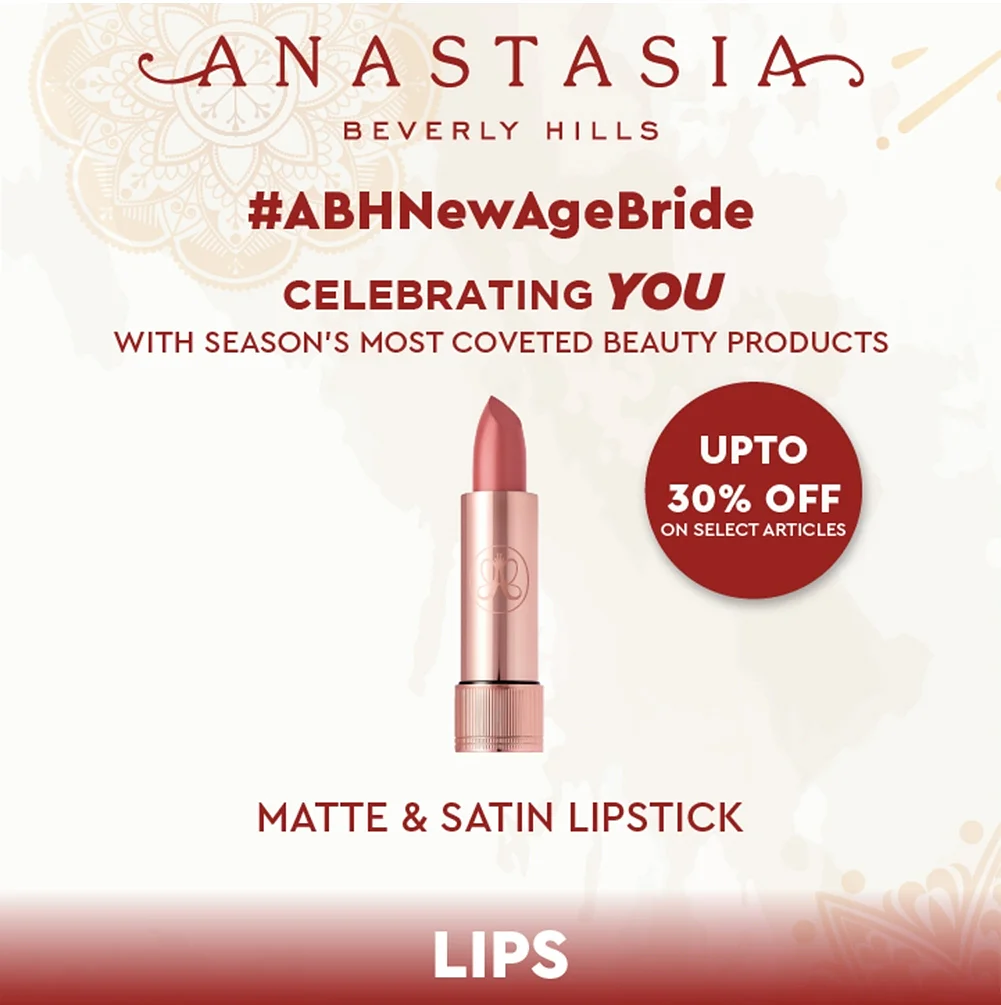 ANASTASIA
BEVERLY HILLS
#ABHNewAgeBride
CELEBRATING YOU
WITH SEASON'S MOST COVETED BEAUTY PRODUCTS
UPTO
30% OFF
ON SELECT ARTICLES
MATTE & SATIN LIPSTICK
LIPS